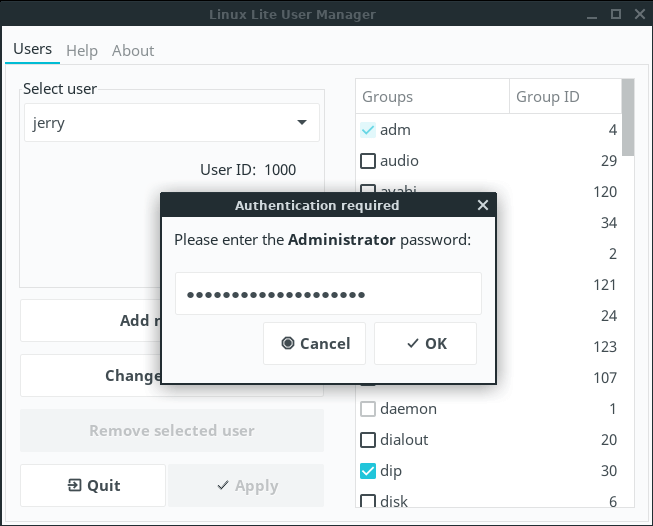 Linux Lite User Manager
Users Help About
Select user
jerry
User ID: 1000
Groups Group ID
adm 4
audio 29
avahi 120
34
2
121
24
123
107
daemon 1
dialout 20
dip 30
disk 6
Authentication required
Please enter the Administrator password:
••••••••••••••••••••
Cancel OK
Add
Change
Remove selected user
Quit Apply